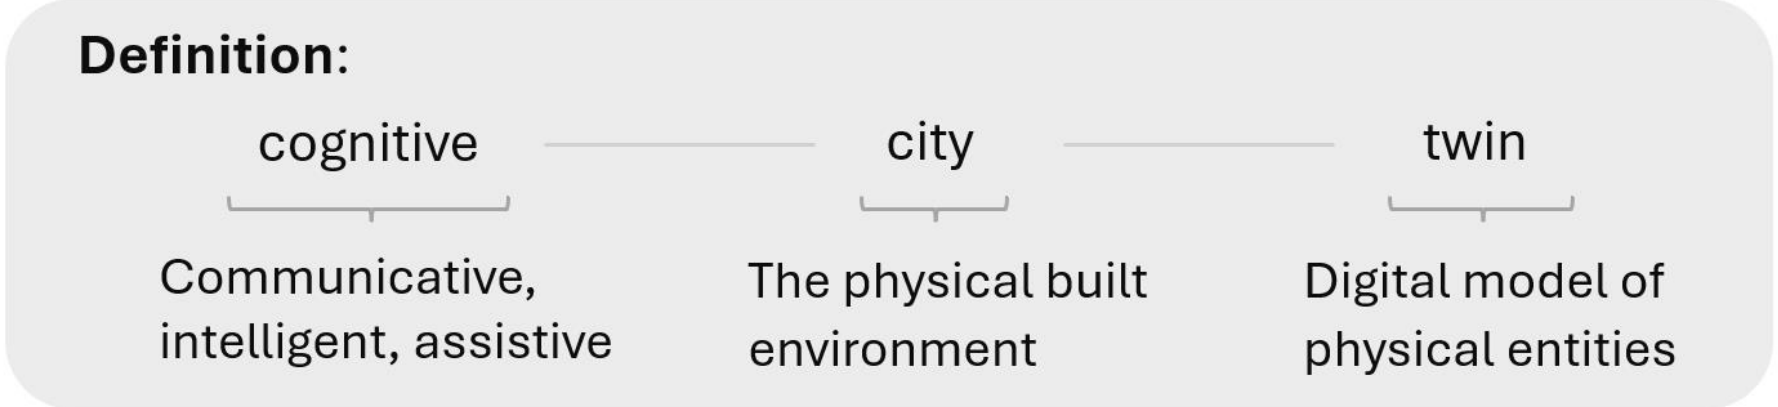 Definition:
cognitive city twin
Communicative,
intelligent, assistive
The physical built
environment
Digital model of
physical entities